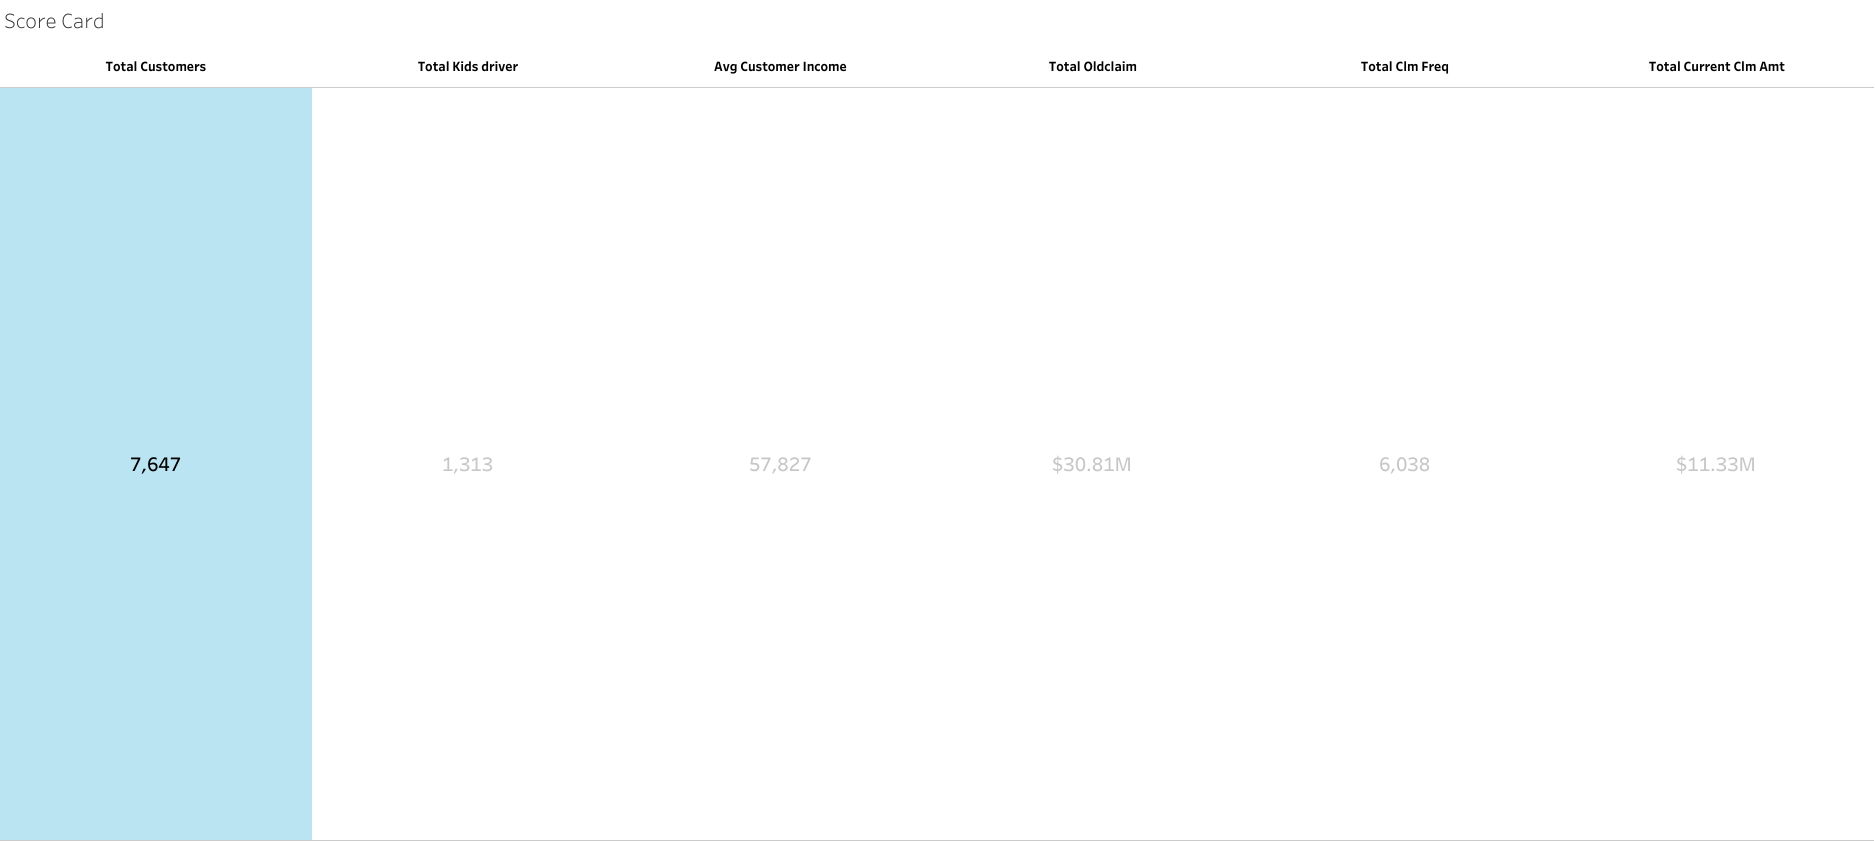 Score Card
Total Customers Total Kids driver Avg Customer Income Total Oldclaim Total Clm Freq Total Current Clm Amt
7,647 1,313 57,827 $30.81M 6,038 $11.33M